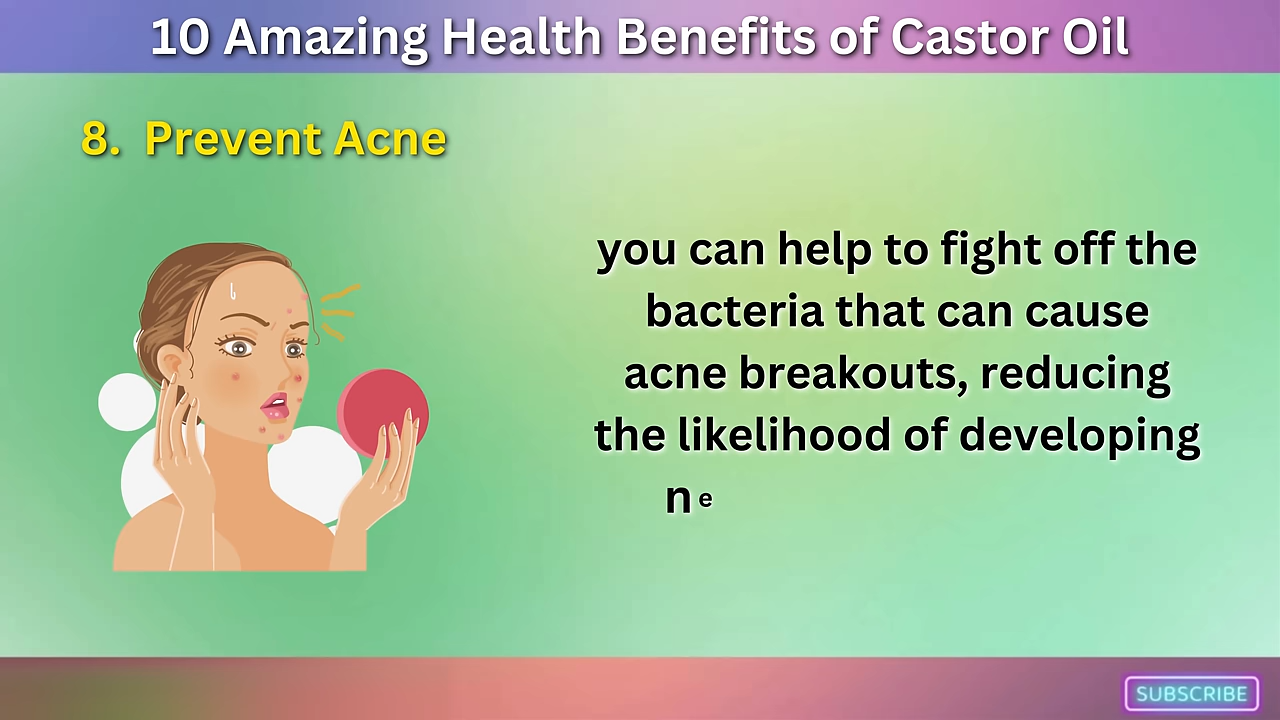 10 Amazing Health Benefits of Castor Oil
8. Prevent Acne
you can help to fight off the
bacteria that can cause
acne breakouts, reducing
the likelihood of developing
ne
SUBSCRIBE